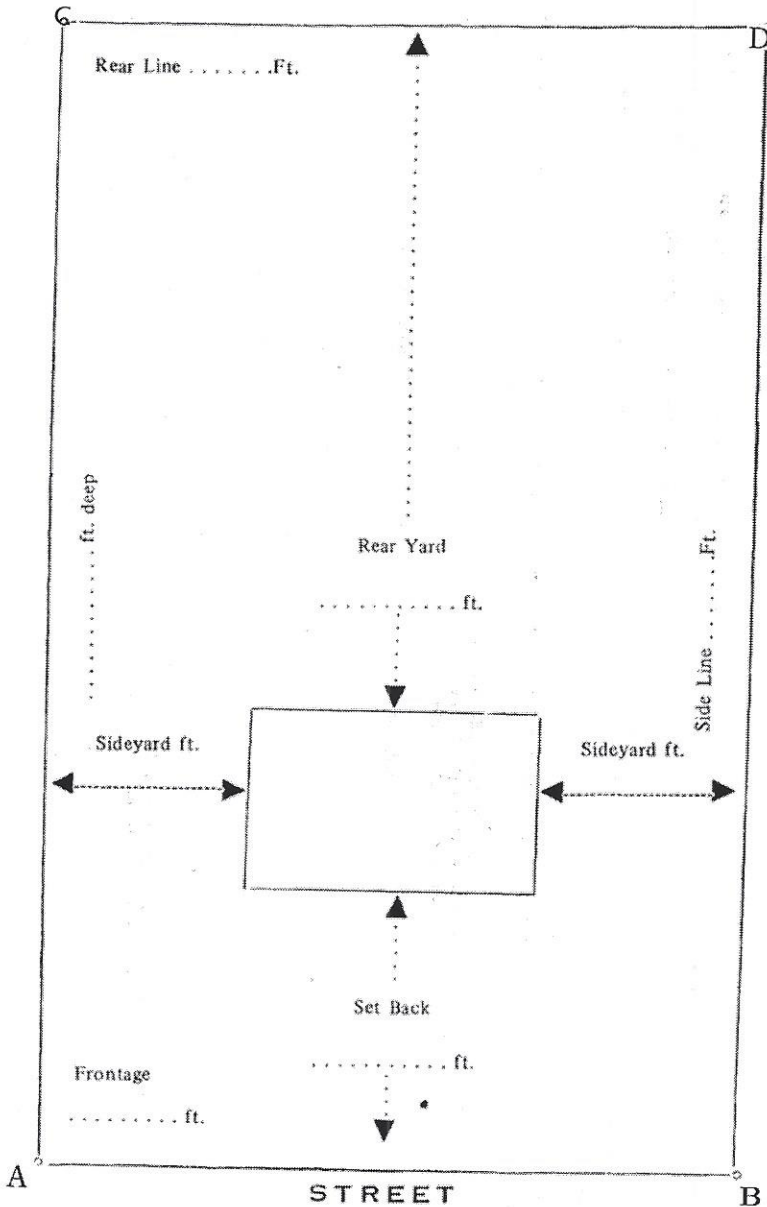 C
D
Rear Line . . . . . . .Ft.
. . . . . . . . . . . . .ft. deep
Rear Yard
. . . . . . . . . . . ft.
Side Line . . . . . . .Ft.
Sideyard ft.
Sideyard ft.
Set Back
. . . . . . . . . . . ft.
Frontage
. . . . . . . . . ft.
A
B
STREET